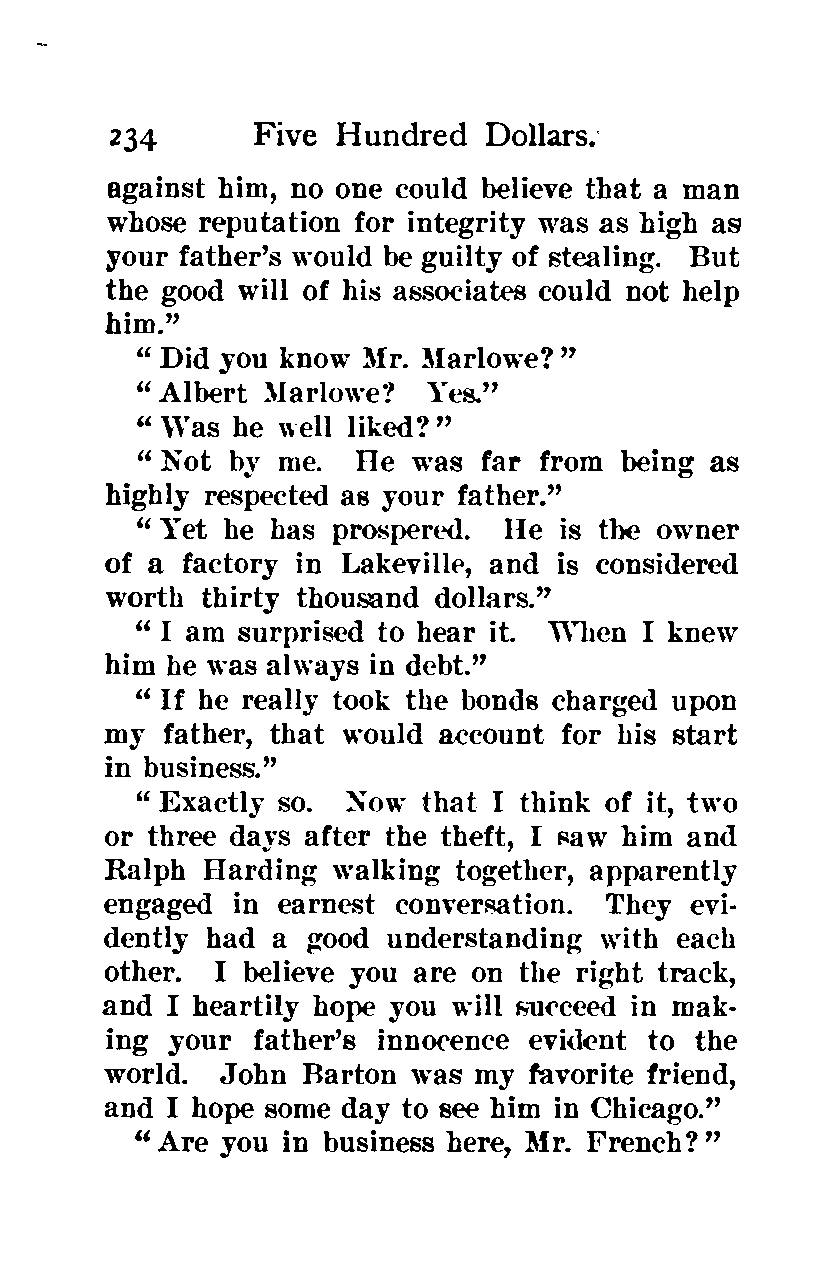 234 Five Hundred Dollars.
against him, no one could believe that a man
whose reputation for integrity was as high as
your father's would be guilty of stealing. But
the good will of his associates could not help
him."
"Did you know Mr. Marlowe?"
"Albert Marlowe? Yes."
"Was he well liked?"
"Not by me. He was far from being as
highly respected as your father."
"Yet he has prospered. He is the owner
of a factory in Lakeville, and is considered
worth thirty thousand dollars."
"I am surprised to hear it. When I knew
him he was always in debt."
"If he really took the bonds charged upon
my father, that would account for his start
in business."
"Exactly so. Now that I think of it, two
or three days after the theft, I saw him and
Ralph Harding walking together, apparently
engaged in earnest conversation. They evi-
dently had a good understanding with each
other. I believe you are on the right track,
and I heartily hope you will succeed in mak-
ing your father's innocence evident to the
world. John Barton was my favorite friend,
and I hope some day to see him in Chicago."
"Are you in business here, Mr. French?"